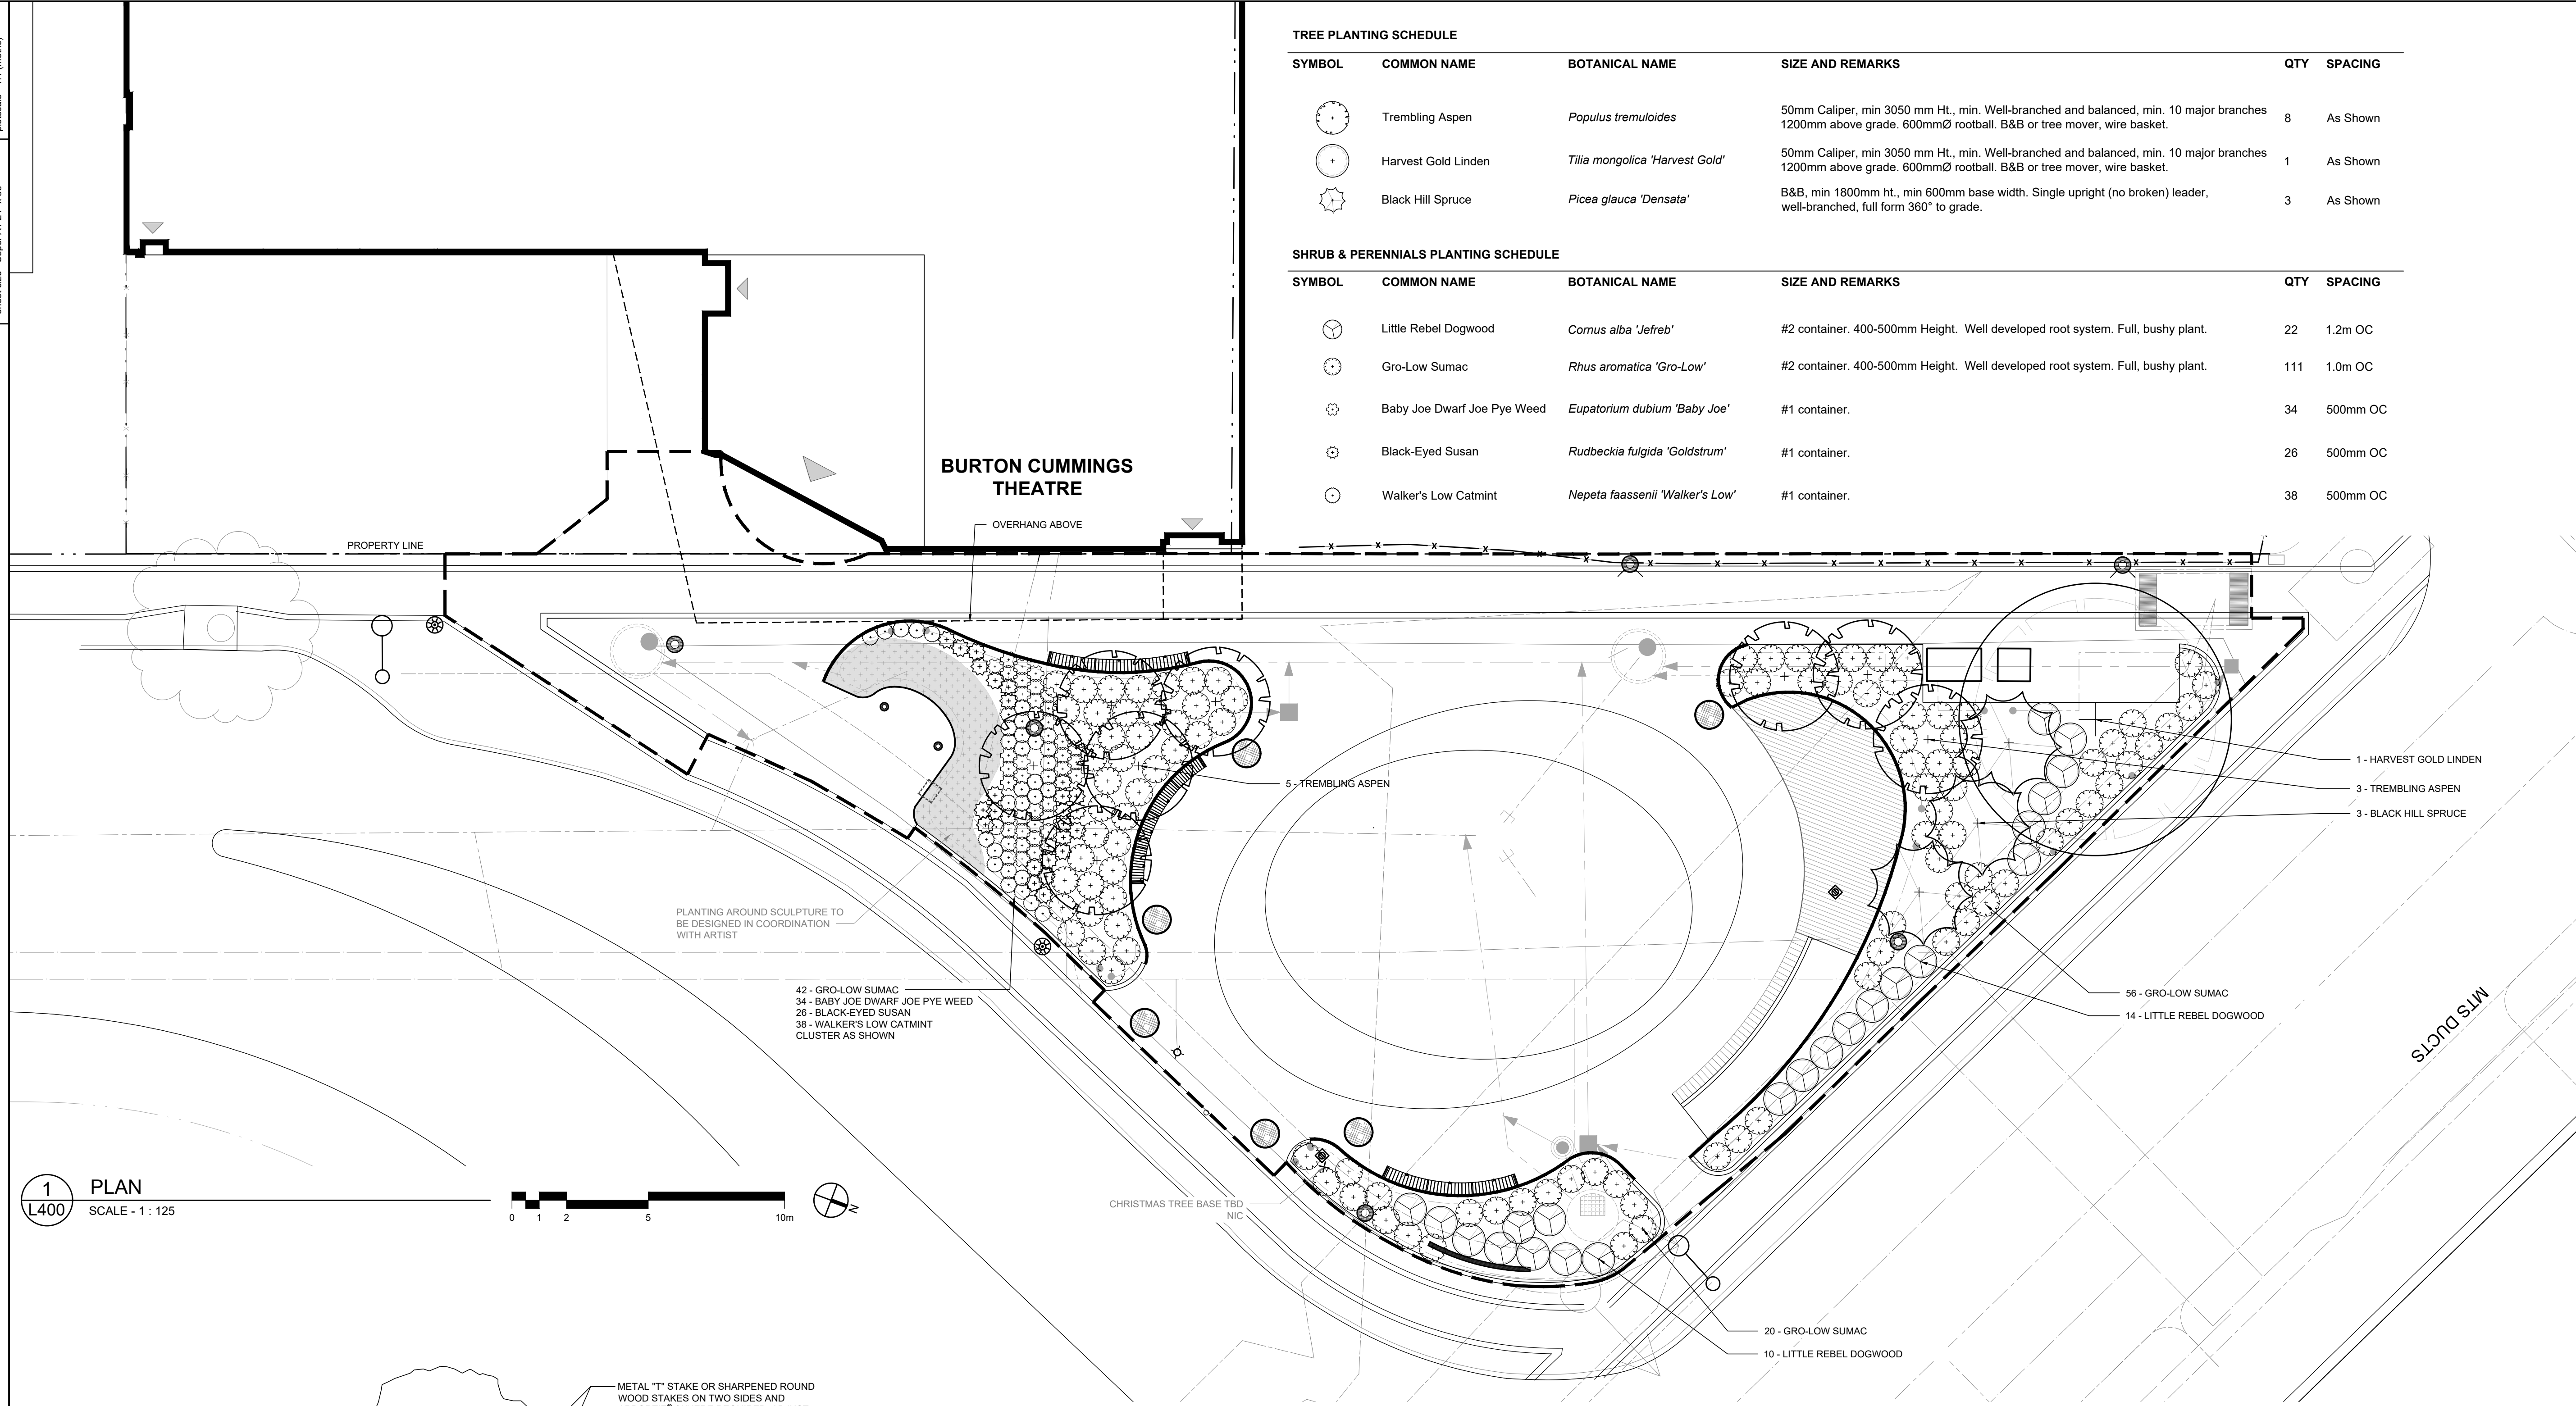 TREE PLANTING SCHEDULE
SYMBOL COMMON NAME BOTANICAL NAME SIZE AND REMARKS QTY SPACING
Trembling Aspen Populus tremuloides 50mm Caliper, min 3050 mm Ht., min. Well-branched and balanced, min. 10 major branches 8 As Shown
1200mm above grade. 600mmØ rootball. B&B or tree mover, wire basket.
Harvest Gold Linden Tilia mongolica 'Harvest Gold' 50mm Caliper, min 3050 mm Ht., min. Well-branched and balanced, min. 10 major branches 1 As Shown
1200mm above grade. 600mmØ rootball. B&B or tree mover, wire basket.
Black Hill Spruce Picea glauca 'Densata' B&B, min 1800mm ht., min 600mm base width. Single upright (no broken) leader, 3 As Shown
well-branched, full form 360° to grade.
SHRUB & PERENNIALS PLANTING SCHEDULE
SYMBOL COMMON NAME BOTANICAL NAME SIZE AND REMARKS QTY SPACING
Little Rebel Dogwood Cornus alba 'Jefreb' #2 container. 400-500mm Height. Well developed root system. Full, bushy plant. 22 1.2m OC
Gro-Low Sumac Rhus aromatica 'Gro-Low' #2 container. 400-500mm Height. Well developed root system. Full, bushy plant. 111 1.0m OC
Baby Joe Dwarf Joe Pye Weed Eupatorium dubium 'Baby Joe' #1 container. 34 500mm OC
Black-Eyed Susan Rudbeckia fulgida 'Goldstrum' #1 container. 26 500mm OC
Walker's Low Catmint Nepeta faassenii 'Walker's Low' #1 container. 38 500mm OC
BURTON CUMMINGS
THEATRE
OVERHANG ABOVE
PROPERTY LINE
1 - HARVEST GOLD LINDEN
5 - TREMBLING ASPEN
3 - TREMBLING ASPEN
3 - BLACK HILL SPRUCE
PLANTING AROUND SCULPTURE TO
BE DESIGNED IN COORDINATION
WITH ARTIST
42 - GRO-LOW SUMAC
34 - BABY JOE DWARF JOE PYE WEED
26 - BLACK-EYED SUSAN
38 - WALKER'S LOW CATMINT
CLUSTER AS SHOWN
56 - GRO-LOW SUMAC
14 - LITTLE REBEL DOGWOOD
MTS DUCTS
1
L400
PLAN
SCALE - 1 : 125
0 1 2 5 10m
N
CHRISTMAS TREE BASE TBD
NIC
20 - GRO-LOW SUMAC
10 - LITTLE REBEL DOGWOOD
METAL "T" STAKE OR SHARPENED ROUND
WOOD STAKES ON TWO SIDES AND